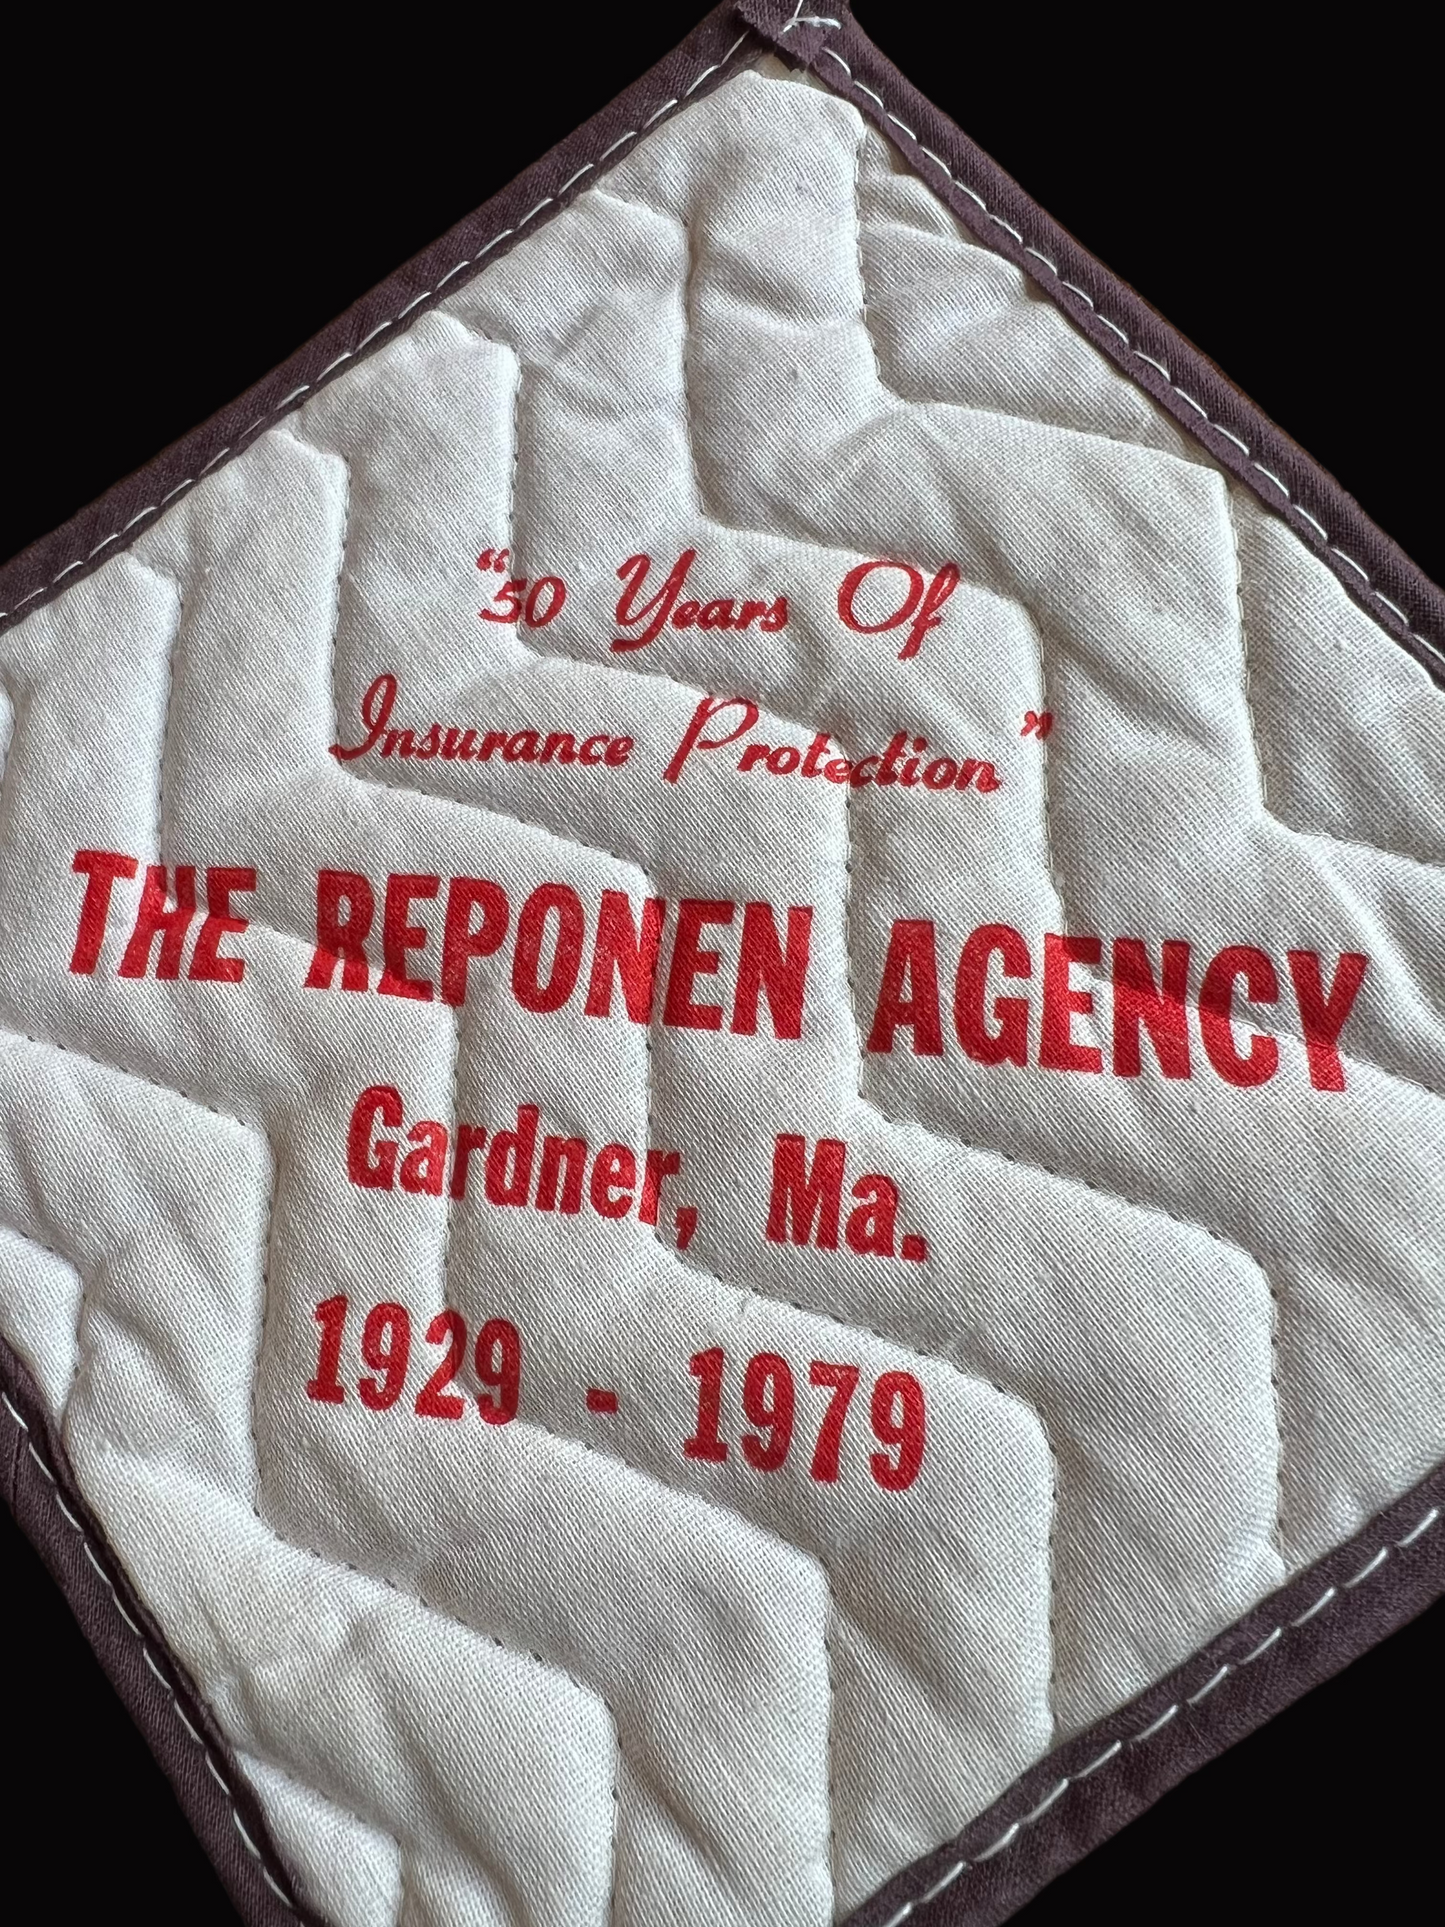 “50 Years Of
Insurance Protection”
THE REPONEN AGENCY
Gardner, Ma.
1929 - 1979